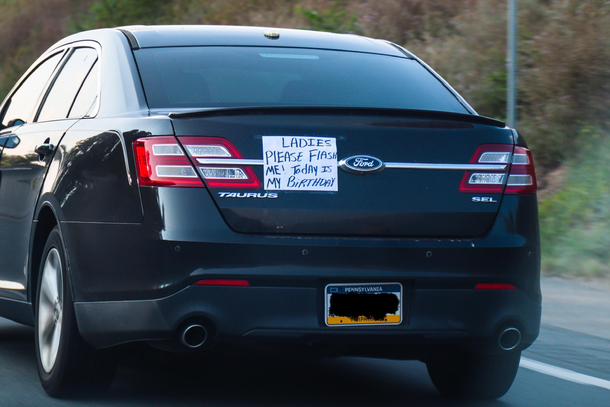 LADIES
PLEASE FLASH
ME! TODAY IS
MY BIRTHDAY
Ford
TAURUS
SEL
PENNSYLVANIA